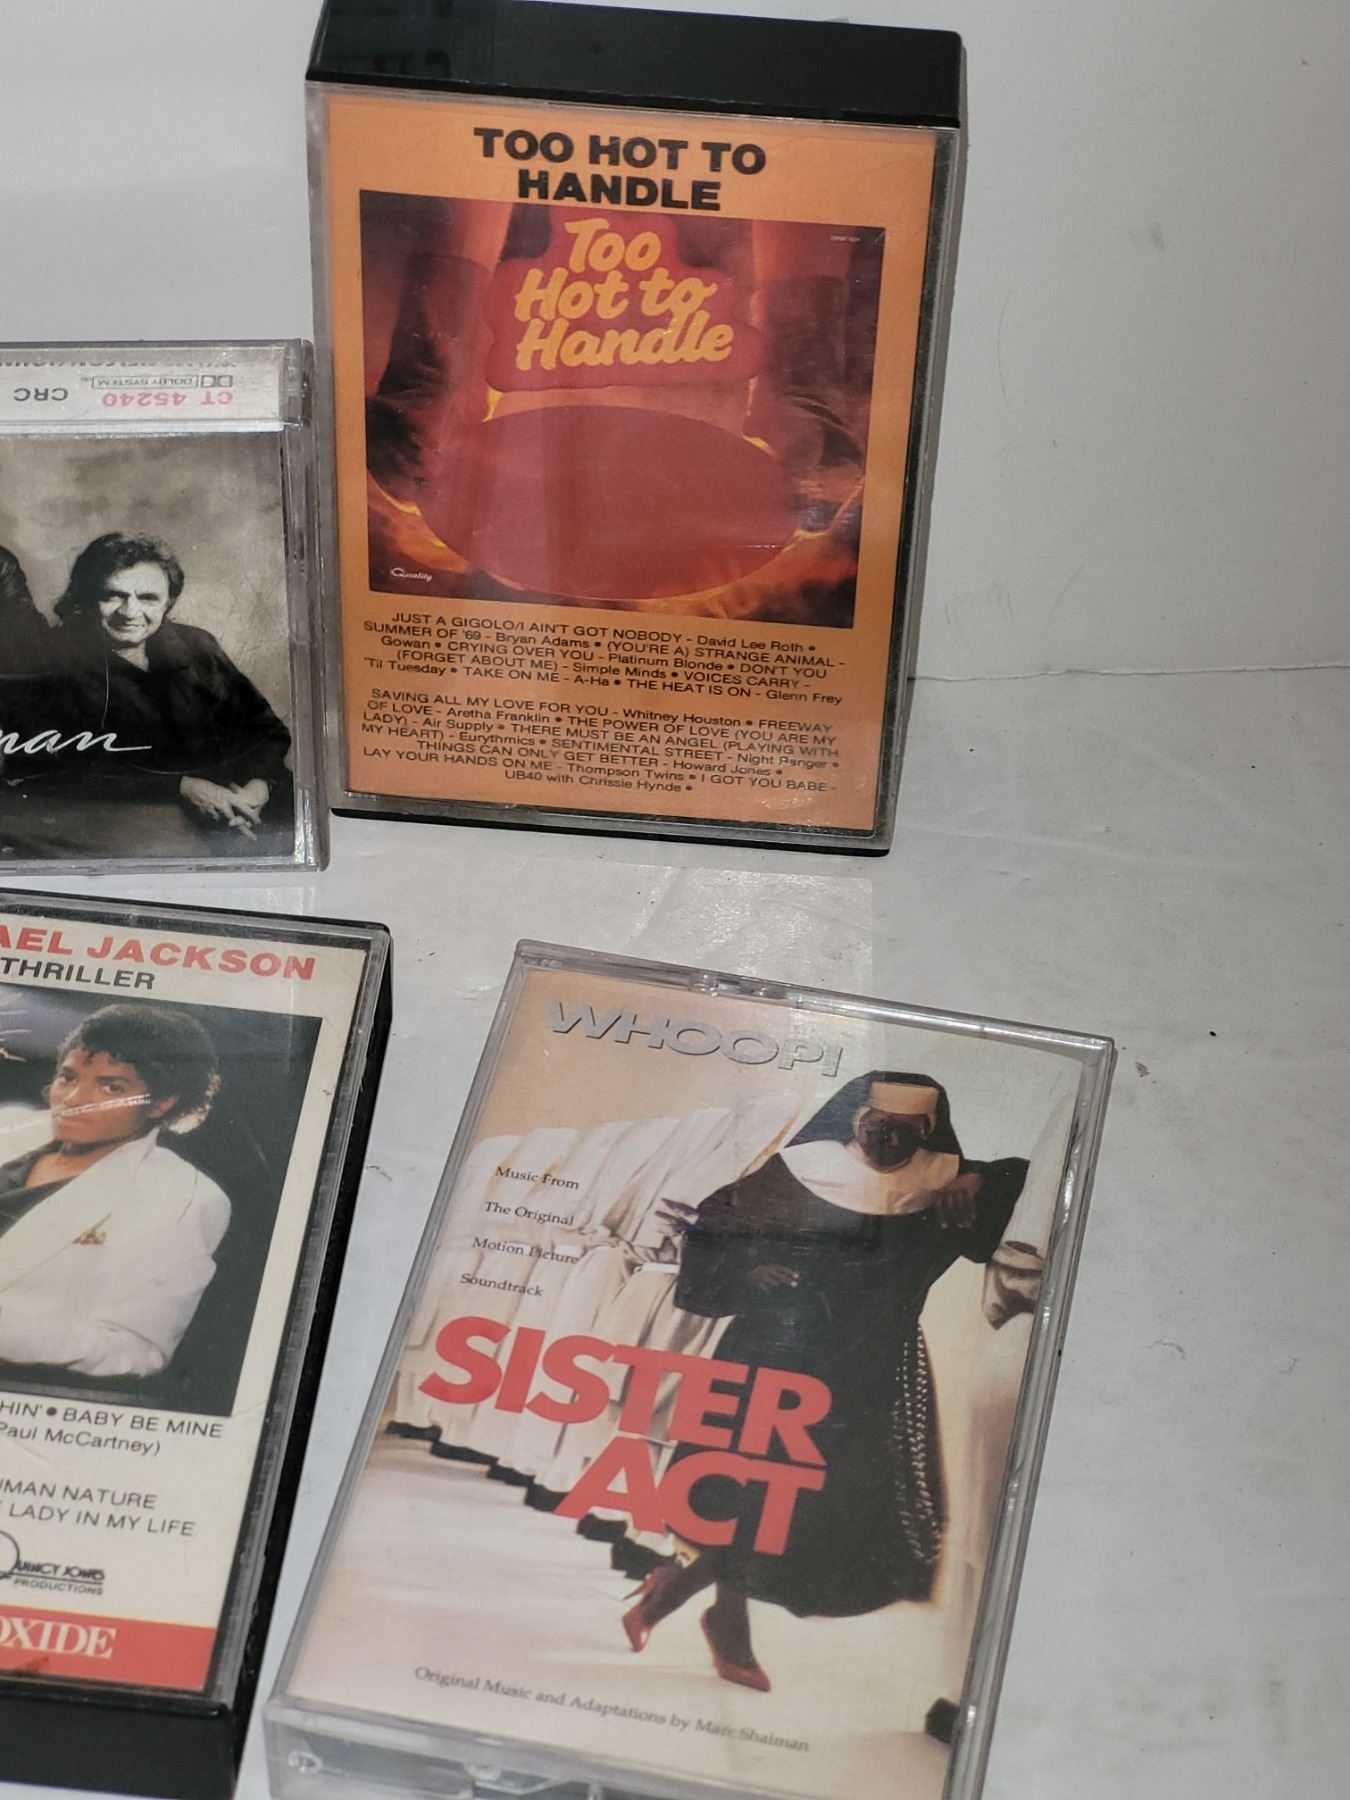 TOO HOT TO
HANDLE
Too
Hot to
Handle
Quality
JUST A GIGOLO/I AIN'T GOT NOBODY - David Lee Roth •
SUMMER OF '69 - Bryan Adams • (YOU'RE A) STRANGE ANIMAL -
Gowan • CRYING OVER YOU - Platinum Blonde • DON'T YOU
(FORGET ABOUT ME) - Simple Minds • VOICES CARRY -
'Til Tuesday • TAKE ON ME - A-Ha • THE HEAT IS ON - Glenn Frey
SAVING ALL MY LOVE FOR YOU - Whitney Houston • FREEWAY
OF LOVE - Aretha Franklin • THE POWER OF LOVE (YOU ARE MY
LADY) - Air Supply • THERE MUST BE AN ANGEL (PLAYING WITH
MY HEART) - Eurythmics • SENTIMENTAL STREET - Night Ranger •
THINGS CAN ONLY GET BETTER - Howard Jones •
LAY YOUR HANDS ON ME - Thompson Twins • I GOT YOU BABE -
UB40 with Chrissie Hynde •
CT 45240 CRC
DOLBY SYSTEM
man
AEL JACKSON
THRILLER
HIN' • BABY BE MINE
Paul McCartney)
UMAN NATURE
LADY IN MY LIFE
QUINCY JONES
PRODUCTIONS
OXIDE
WHOOPI
Music From
The Original
Motion Picture
Soundtrack
SISTER
ACT
Original Music and Adaptations by Marc Shaiman